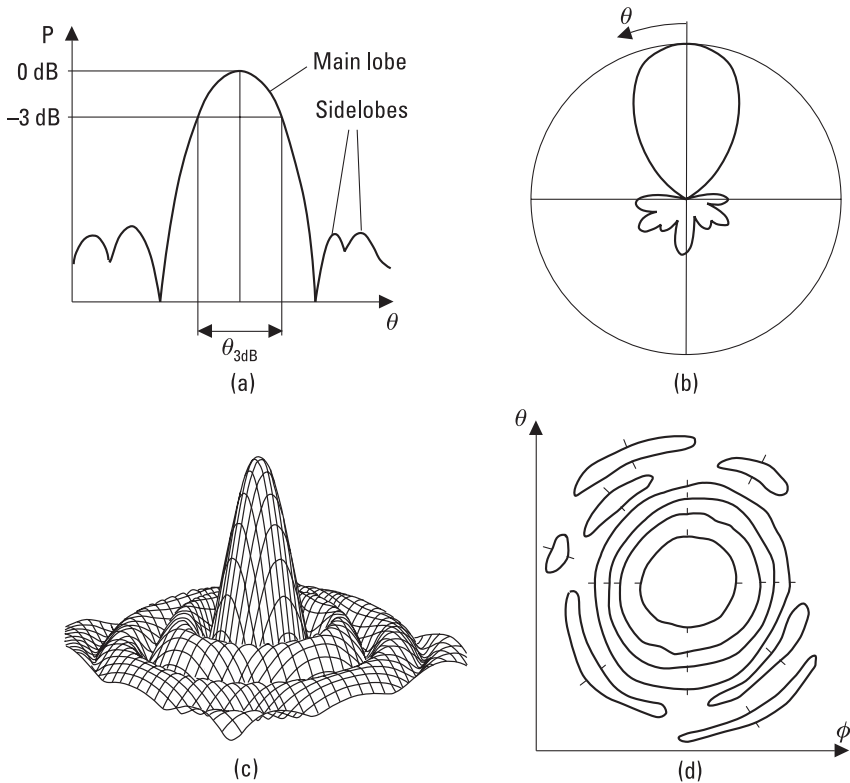 P
0 dB
–3 dB
Main lobe
Sidelobes
θ
θ3dB
(a)
θ
(b)
(c)
θ
ϕ
(d)